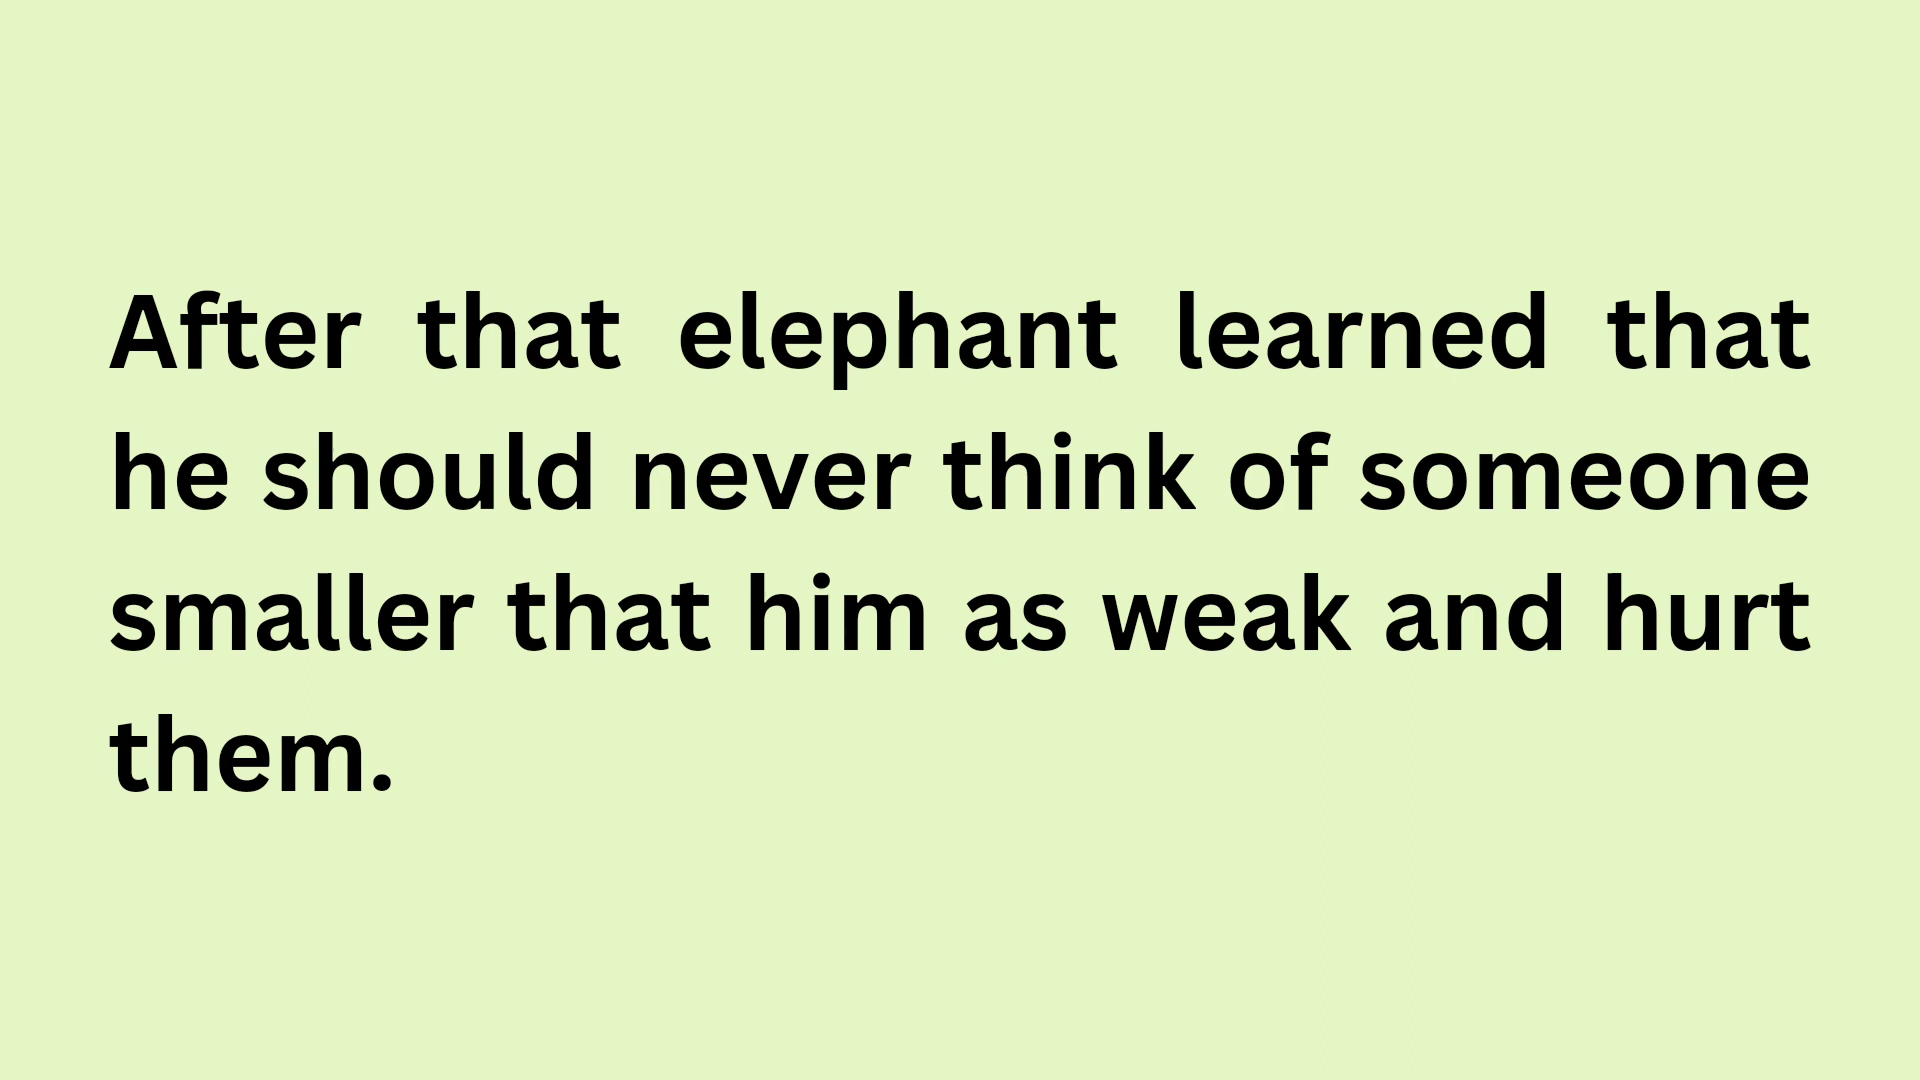 After that elephant learned that
he should never think of someone
smaller that him as weak and hurt
them.